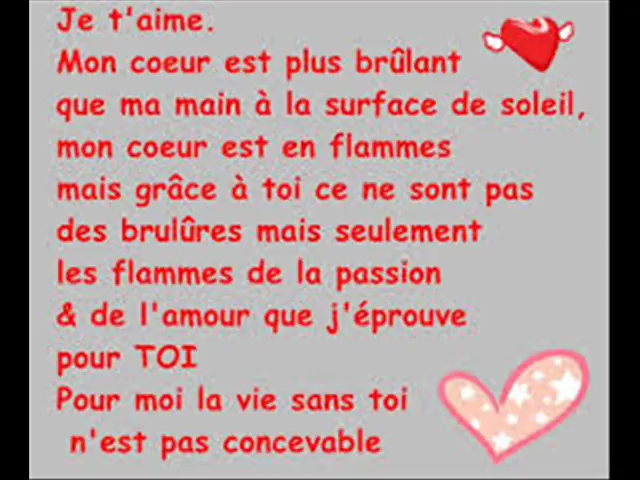 Je t'aime.
Mon coeur est plus brûlant
que ma main à la surface de soleil,
mon coeur est en flammes
mais grâce à toi ce ne sont pas
des brulûres mais seulement
les flammes de la passion
& de l'amour que j'éprouve
pour TOI
Pour moi la vie sans toi
n'est pas concevable